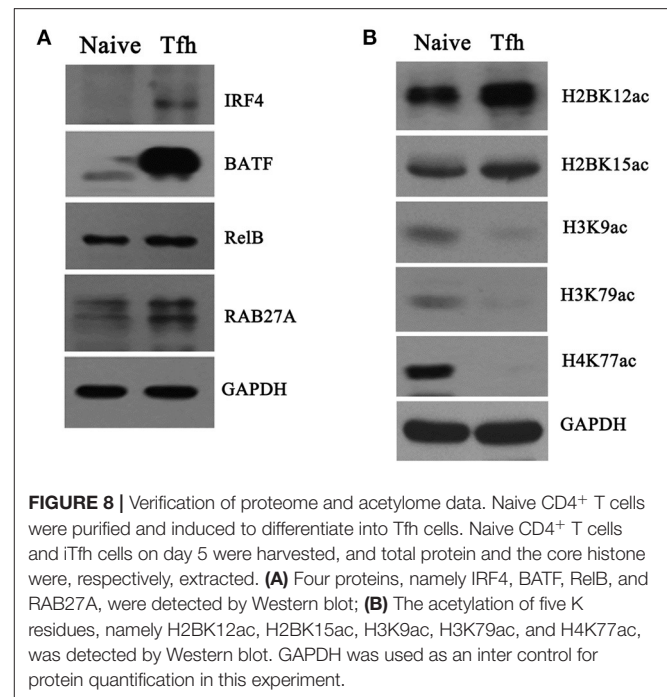 A
Naive Tfh
IRF4
BATF
RelB
RAB27A
GAPDH
B
Naive Tfh
H2BK12ac
H2BK15ac
H3K9ac
H3K79ac
H4K77ac
GAPDH
FIGURE 8 | Verification of proteome and acetylome data. Naive CD4⁺ T cells
were purified and induced to differentiate into Tfh cells. Naive CD4⁺ T cells
and iTfh cells on day 5 were harvested, and total protein and the core histone
were, respectively, extracted. (A) Four proteins, namely IRF4, BATF, RelB, and
RAB27A, were detected by Western blot; (B) The acetylation of five K
residues, namely H2BK12ac, H2BK15ac, H3K9ac, H3K79ac, and H4K77ac,
was detected by Western blot. GAPDH was used as an inter control for
protein quantification in this experiment.